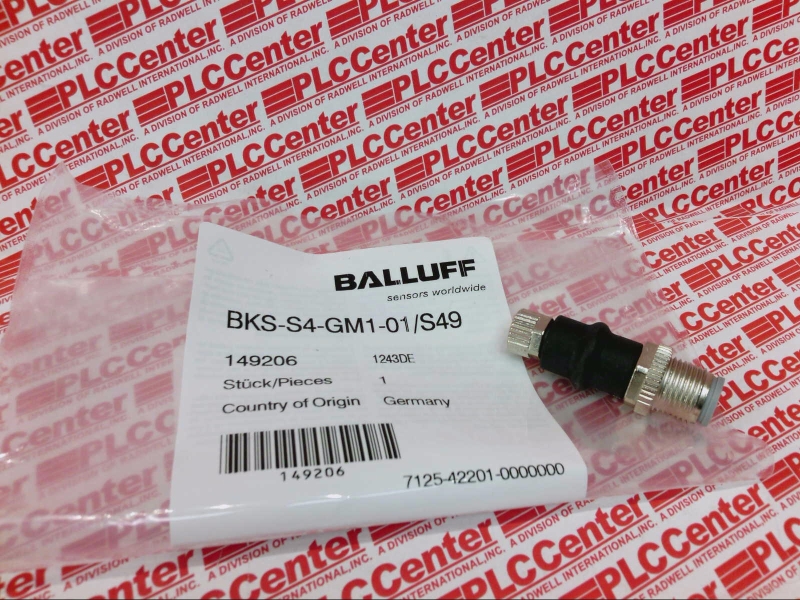 BALLUFF
sensors worldwide
BKS-S4-GM1-01/S49
149206 1243DE
Stück/Pieces 1
Country of Origin Germany
149206
7125-42201-0000000
PLCCenter
A DIVISION OF RADWELL INTERNATIONAL, INC.